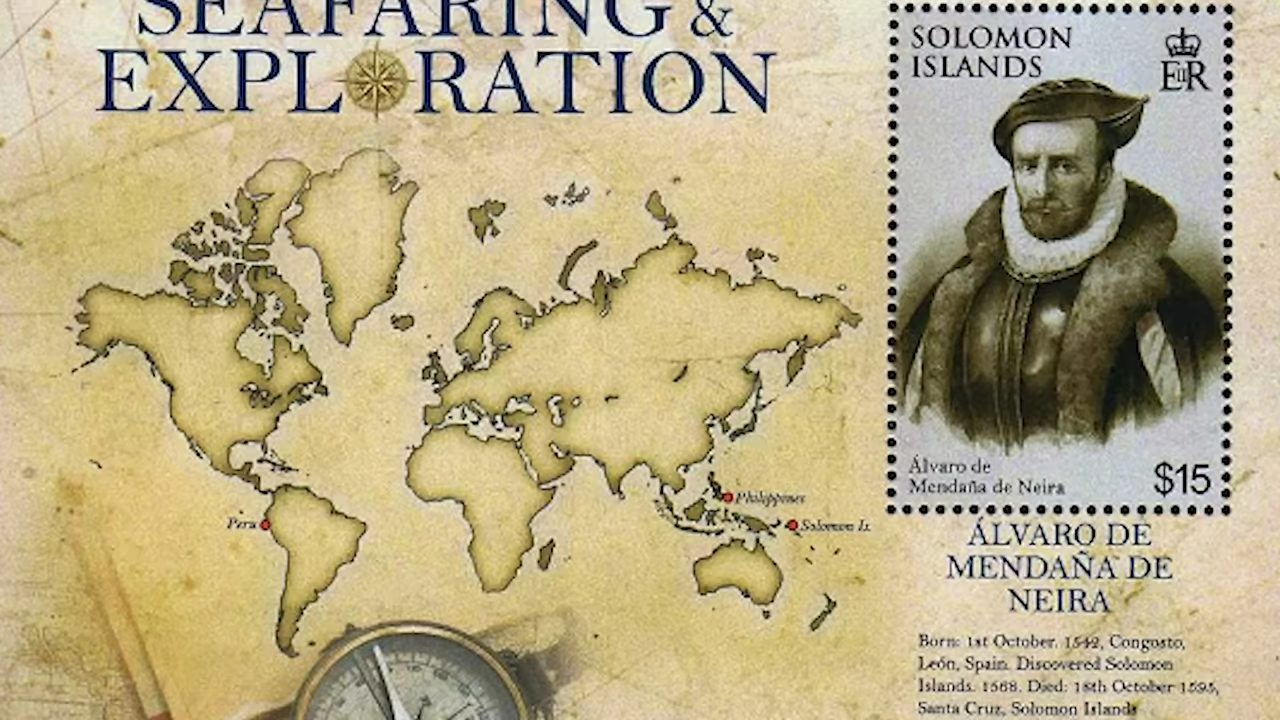 SEAFARING &
EXPLORATION
SOLOMON
ISLANDS
EIIR
Peru
Philippines
Solomon Is.
Álvaro de
Mendaña de Neira
$15
ÁLVARO DE
MENDAÑA DE
NEIRA
Born: 1st October. 1542, Congosto,
León, Spain. Discovered Solomon
Islands. 1568. Died: 18th October 1595,
Santa Cruz, Solomon Islands